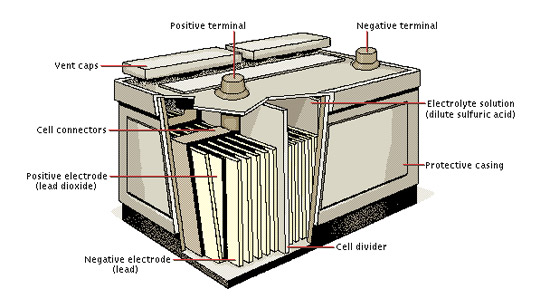 Positive terminal
Negative terminal
Vent caps
Electrolyte solution
(dilute sulfuric acid)
Cell connectors
Protective casing
Positive electrode
(lead dioxide)
Cell divider
Negative electrode
(lead)